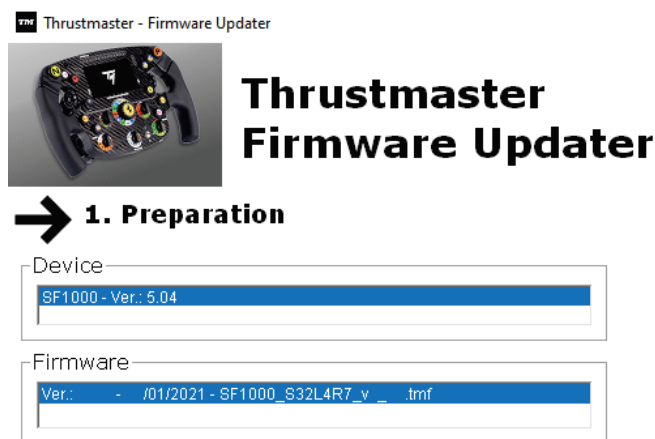 TM Thrustmaster - Firmware Updater
Thrustmaster
Firmware Updater
1. Preparation
Device
SF1000 - Ver.: 5.04
Firmware
Ver.: - /01/2021 - SF1000_S32L4R7_v _ .tmf